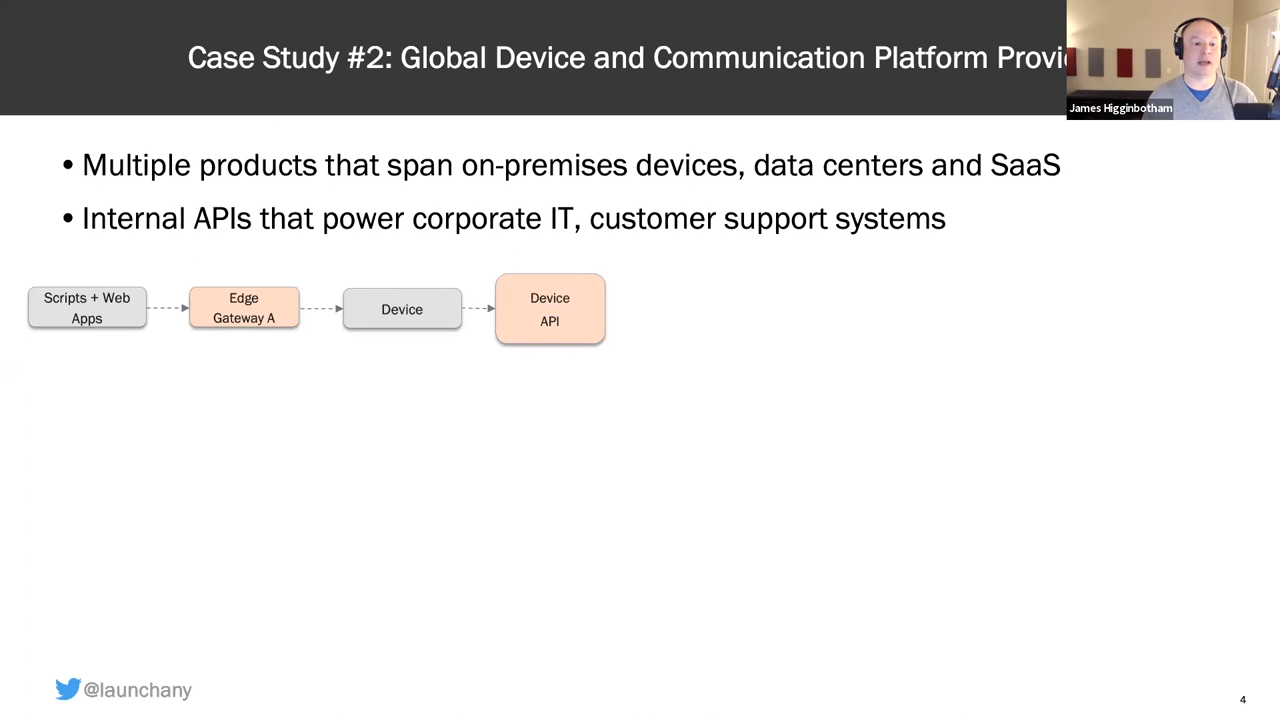 Case Study #2: Global Device and Communication Platform
James Higginbotham
• Multiple products that span on-premises devices, data centers and SaaS
• Internal APIs that power corporate IT, customer support systems
Scripts + Web
Apps
Edge
Gateway A
Device
Device
API
@launchany
4